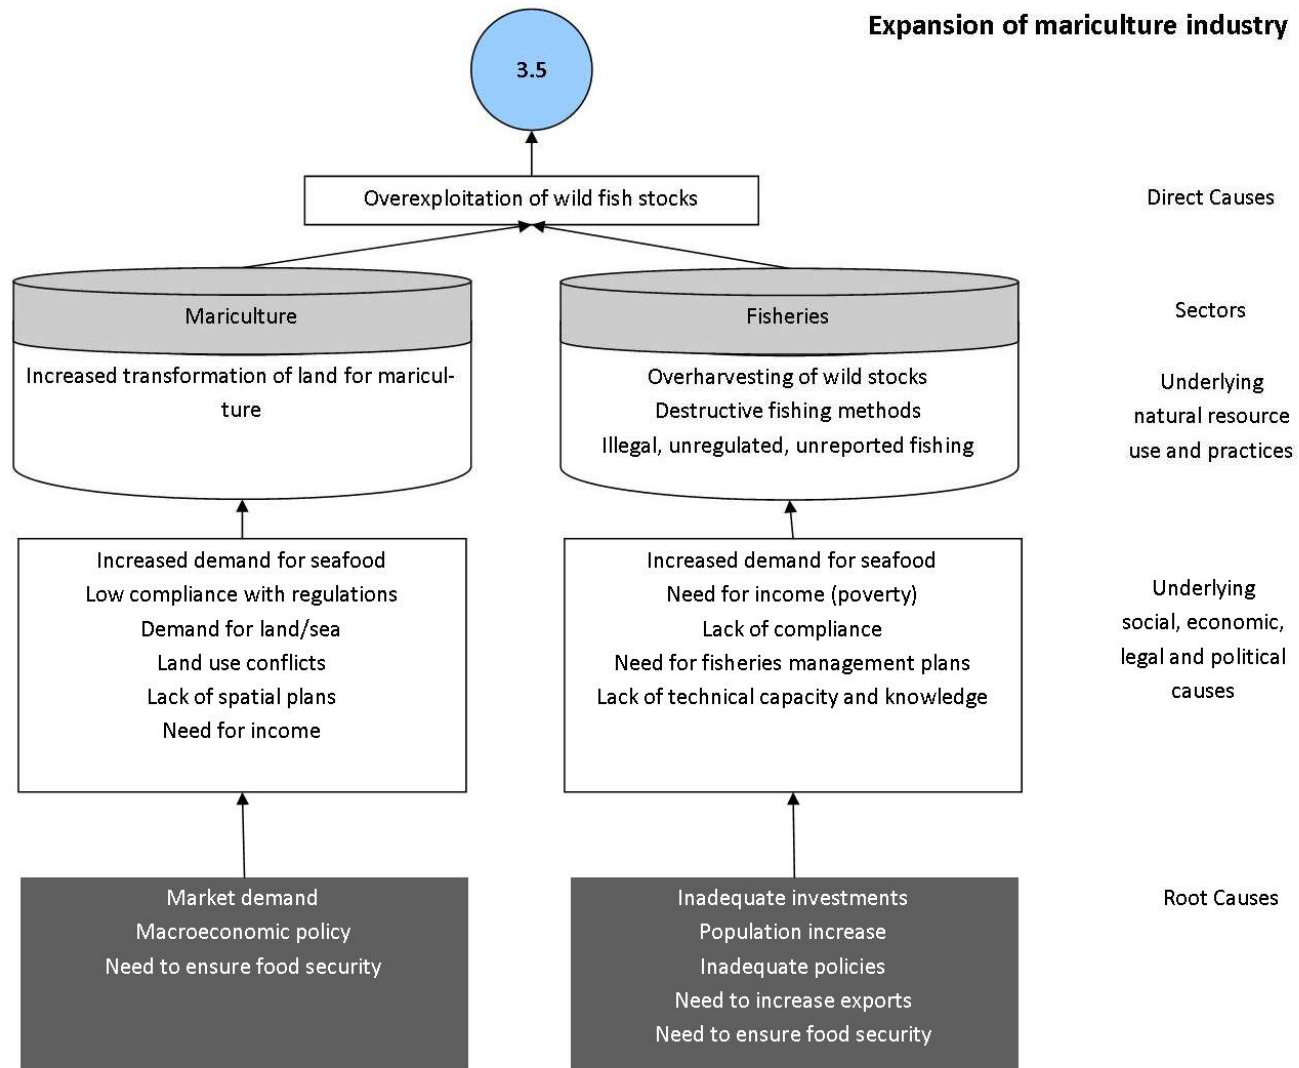 Expansion of mariculture industry
3.5
Overexploitation of wild fish stocks
Direct Causes
Mariculture
Fisheries
Sectors
Increased transformation of land for maricul-
ture
Overharvesting of wild stocks
Destructive fishing methods
Illegal, unregulated, unreported fishing
Underlying
natural resource
use and practices
Increased demand for seafood
Low compliance with regulations
Demand for land/sea
Land use conflicts
Lack of spatial plans
Need for income
Increased demand for seafood
Need for income (poverty)
Lack of compliance
Need for fisheries management plans
Lack of technical capacity and knowledge
Underlying
social, economic,
legal and political
causes
Market demand
Macroeconomic policy
Need to ensure food security
Inadequate investments
Population increase
Inadequate policies
Need to increase exports
Need to ensure food security
Root Causes